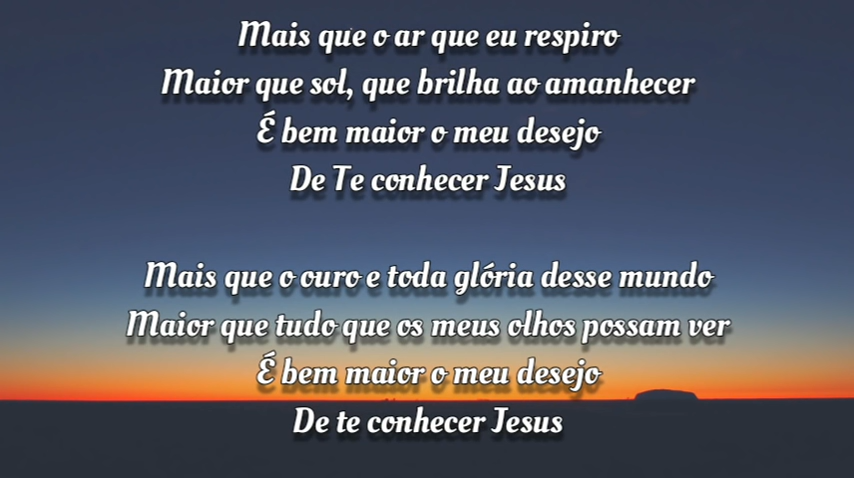 Mais que o ar que eu respiro
Maior que sol, que brilha ao amanhecer
É bem maior o meu desejo
De Te conhecer Jesus
Mais que o ouro e toda glória desse mundo
Maior que tudo que os meus olhos possam ver
É bem maior o meu desejo
De te conhecer Jesus